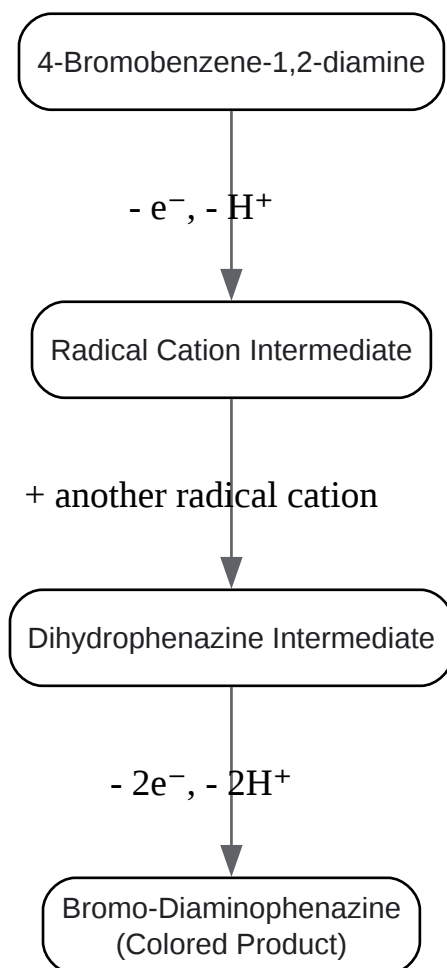 4-Bromobenzene-1,2-diamine
- e⁻, - H⁺
Radical Cation Intermediate
+ another radical cation
Dihydrophenazine Intermediate
- 2e⁻, - 2H⁺
Bromo-Diaminophenazine
(Colored Product)